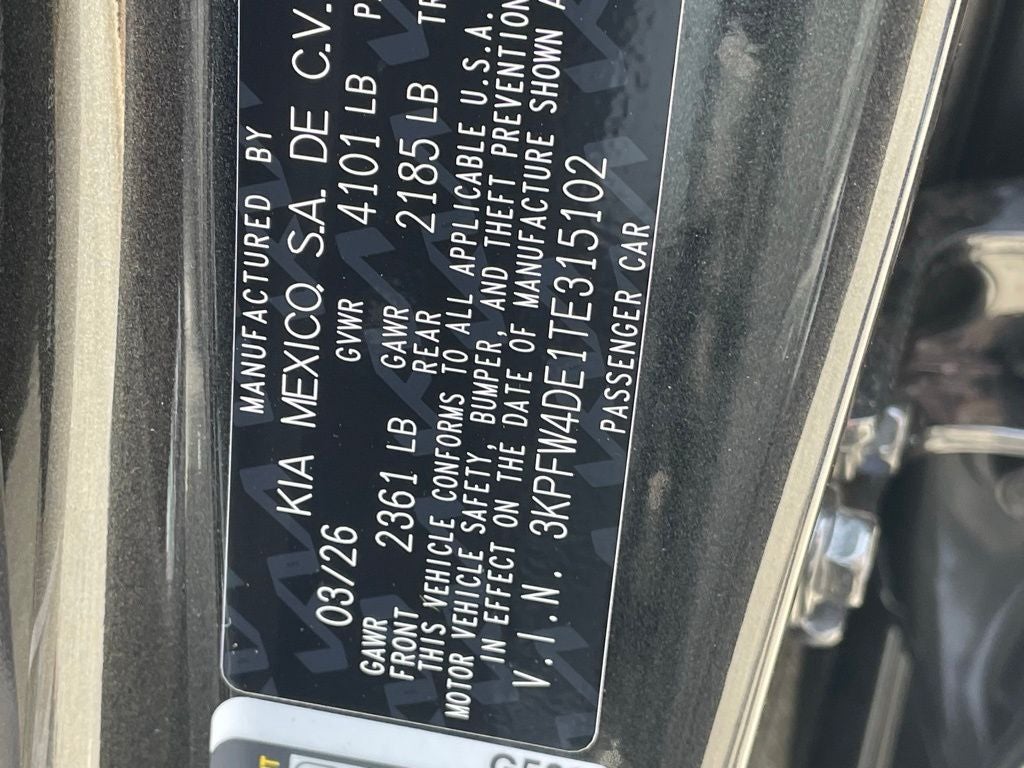 MANUFACTURED BY
KIA MEXICO, S.A. DE C.V.
03/26 GVWR 4101 LB
GAWR FRONT 2361 LB GAWR REAR 2185 LB
THIS VEHICLE CONFORMS TO ALL APPLICABLE U.S.A.
MOTOR VEHICLE SAFETY, BUMPER, AND THEFT PREVENTION
IN EFFECT ON THE DATE OF MANUFACTURE SHOWN
V.I.N. 3KPFW4DE1TE315102
PASSENGER CAR